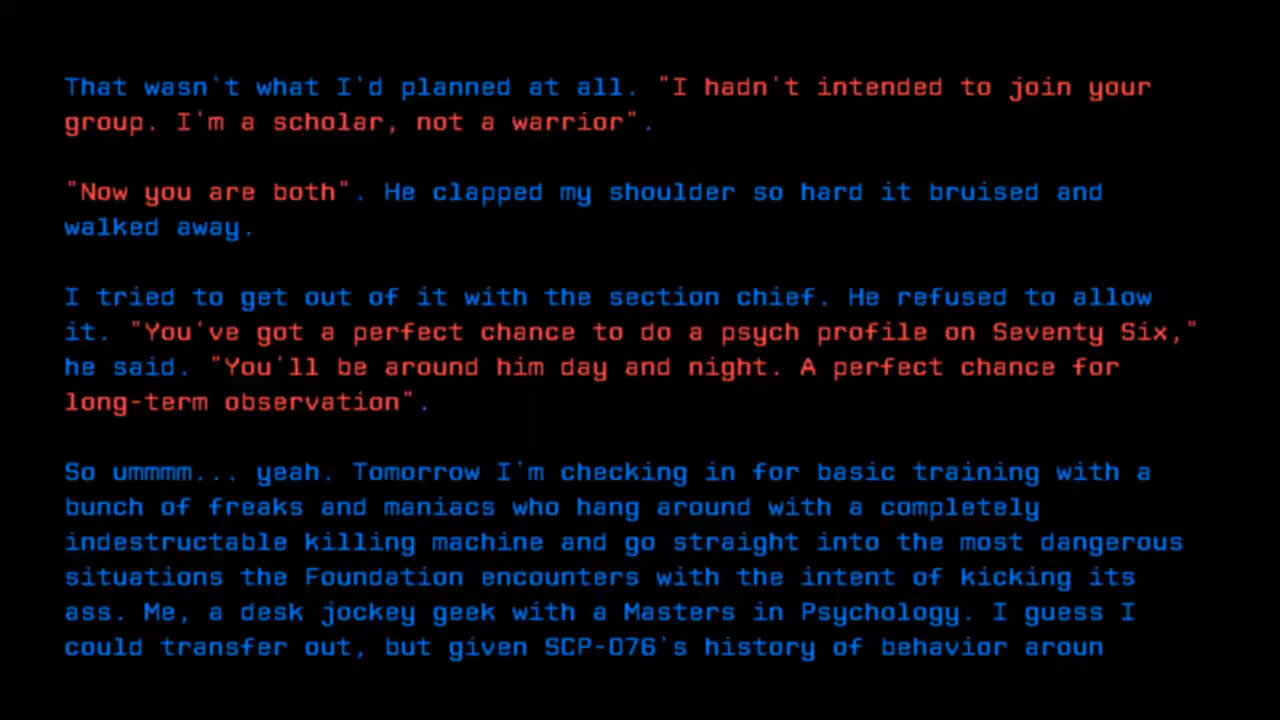 That wasn't what I'd planned at all. "I hadn't intended to join your
group. I'm a scholar, not a warrior".
"Now you are both". He clapped my shoulder so hard it bruised and
walked away.
I tried to get out of it with the section chief. He refused to allow
it. "You've got a perfect chance to do a psych profile on Seventy Six,"
he said. "You'll be around him day and night. A perfect chance for
long-term observation".
So ummmm... yeah. Tomorrow I'm checking in for basic training with a
bunch of freaks and maniacs who hang around with a completely
indestructable killing machine and go straight into the most dangerous
situations the Foundation encounters with the intent of kicking its
ass. Me, a desk jockey geek with a Masters in Psychology. I guess I
could transfer out, but given SCP-076's history of behavior aroun